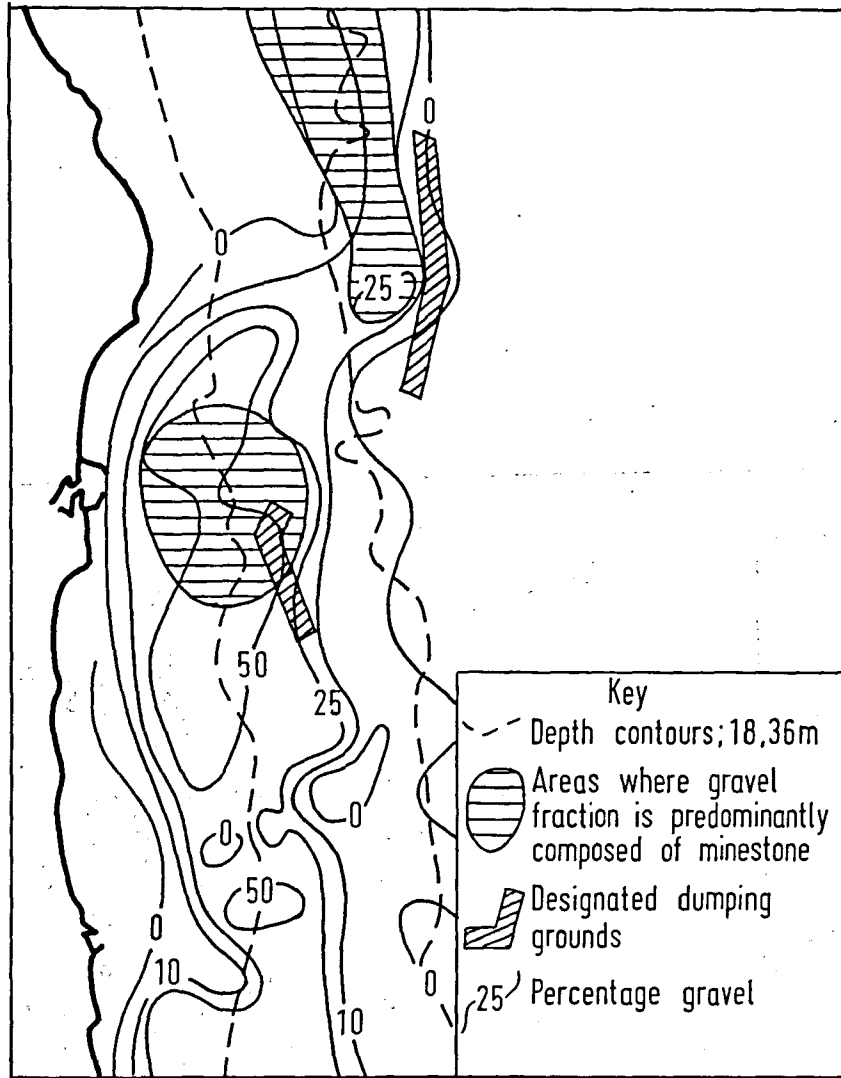 0
0
25
50
25
0
0
50
0
10
10
0
Key
Depth contours; 18,36m
Areas where gravel
fraction is predominantly
composed of minestone
Designated dumping
grounds
25 Percentage gravel